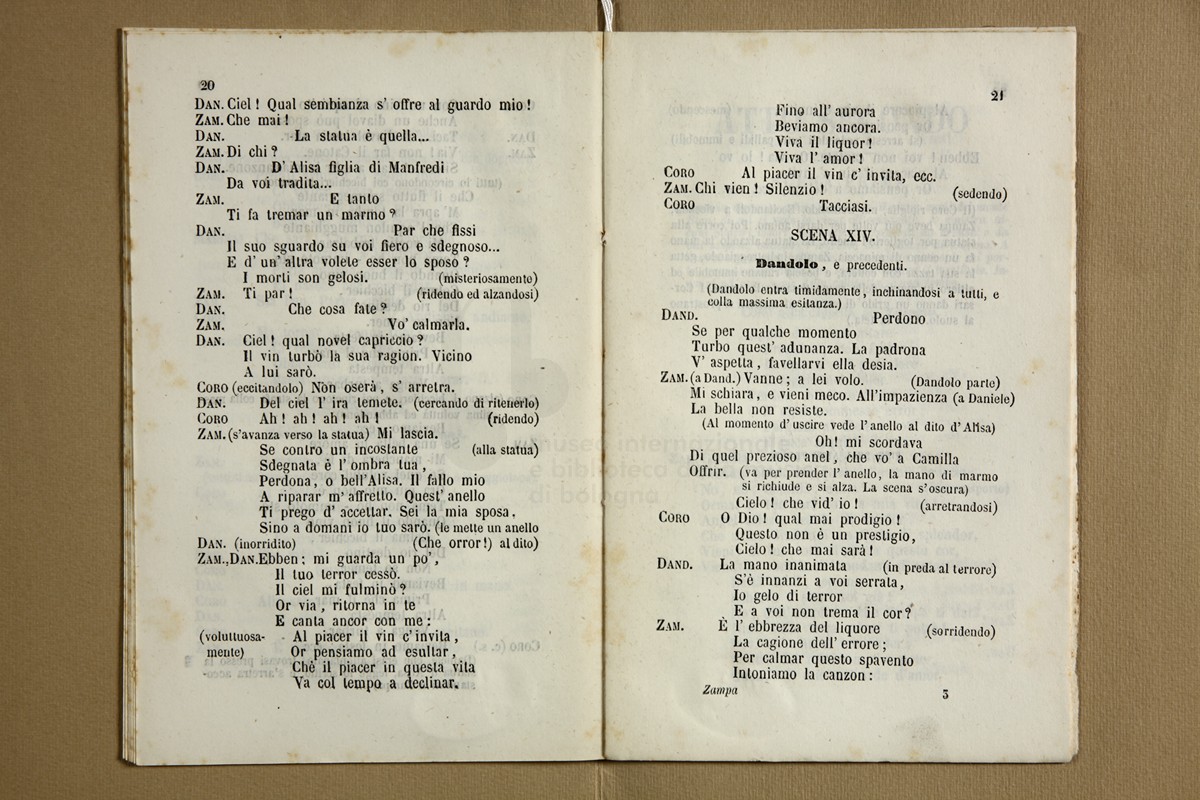 20
DAN. Ciel! Qual sembianza s' offre al guardo mio!
ZAM. Che mai!
DAN. La statua è quella...
ZAM. Di chi?
DAN. D' Alisa figlia di Manfredi
Da voi tradita...
ZAM. E tanto
Ti fa tremar un marmo?
DAN. Par che fissi
Il suo sguardo su voi fiero e sdegnoso...
E d' un' altra volete esser lo sposo?
I morti son gelosi. (misteriosamente)
ZAM. Ti par! (ridendo ed alzandosi)
DAN. Che cosa fate?
ZAM. Vo' calmarla.
DAN. Ciel! qual novel capriccio?
Il vin turbò la sua ragion. Vicino
A lui sarò.
CORO (eccitandolo) Non oserà, s' arretra.
DAN. Del ciel l' ira temete. (cercando di ritenerlo)
CORO Ah! ah! ah! ah! (ridendo)
ZAM. (s'avanza verso la statua) Mi lascia.
Se contro un incostante (alla statua)
Sdegnata è l' ombra tua,
Perdona, o bell'Alisa. Il fallo mio
A riparar m' affretto. Quest' anello
Ti prego d' accettar. Sei la mia sposa,
Sino a domani io tuo sarò. (le mette un anello
DAN. (inorridito) (Che orror!) al dito)
ZAM., DAN. Ebben: mi guarda un po',
Il tuo terror cessò.
Il ciel mi fulminò?
Or via, ritorna in te
E canta ancor con me:
(voluttuosa- Al piacer il vin c' invita,
mente) Or pensiamo ad esultar,
Chè il piacer in questa vita
Va col tempo a declinar.
21
Fino all' aurora
Beviamo ancora.
Viva il liquor!
Viva l' amor!
CORO Al piacer il vin c' invita, ecc.
ZAM. Chi vien! Silenzio! (sedendo)
CORO Tacciasi.
SCENA XIV.
Dandolo, e precedenti.
(Dandolo entra timidamente, inchinandosi a tutti, e
colla massima esitanza.)
DAND. Perdono
Se per qualche momento
Turbo quest' adunanza. La padrona
V' aspetta, favellarvi ella desia.
ZAM. (a Dand.) Vanne; a lei volo. (Dandolo parte)
Mi schiara, e vieni meco. All'impazienza (a Daniele)
La bella non resiste.
(Al momento d' uscire vede l'anello al dito d'Alisa)
Oh! mi scordava
Di quel prezioso anel, che vo' a Camilla
Offrir. (va per prender l' anello, la mano di marmo
si richiude e si alza. La scena s'oscura)
Cielo! che vid' io! (arretrandosi)
CORO O Dio! qual mai prodigio!
Questo non è un prestigio,
Cielo! che mai sarà!
DAND. La mano inanimata (in preda al terrore)
S'è innanzi a voi serrata,
Io gelo di terror
E a voi non trema il cor?
ZAM. È l' ebbrezza del liquore (sorridendo)
La cagione dell' errore;
Per calmar questo spavento
Intoniamo la canzon:
Zampa 3
museo internazionale
e biblioteca
di bologna